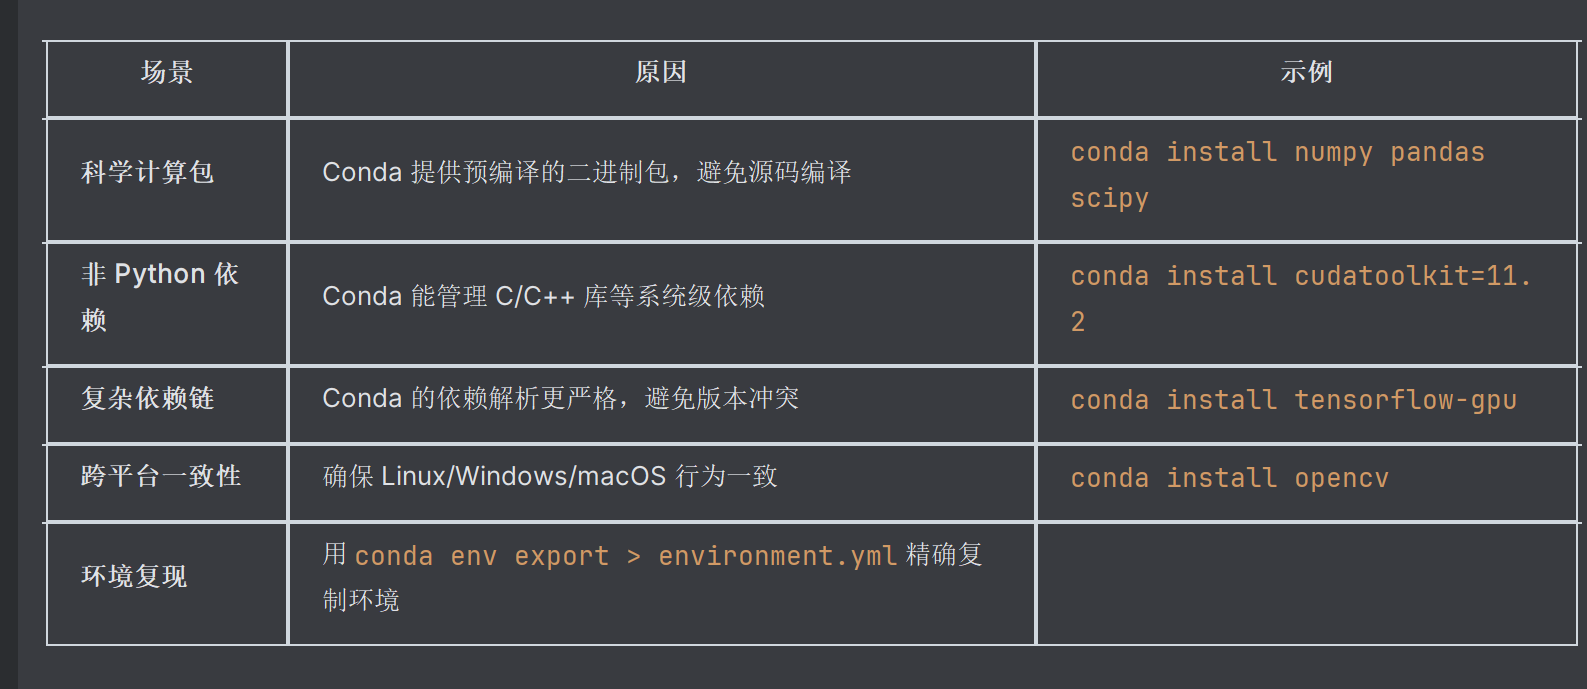 场景
原因
示例
科学计算包
Conda 提供预编译的二进制包，避免源码编译
conda install numpy pandas
scipy
非 Python 依
赖
Conda 能管理 C/C++ 库等系统级依赖
conda install cudatoolkit=11.
2
复杂依赖链
Conda 的依赖解析更严格，避免版本冲突
conda install tensorflow-gpu
跨平台一致性
确保 Linux/Windows/macOS 行为一致
conda install opencv
环境复现
用 conda env export > environment.yml 精确复
制环境